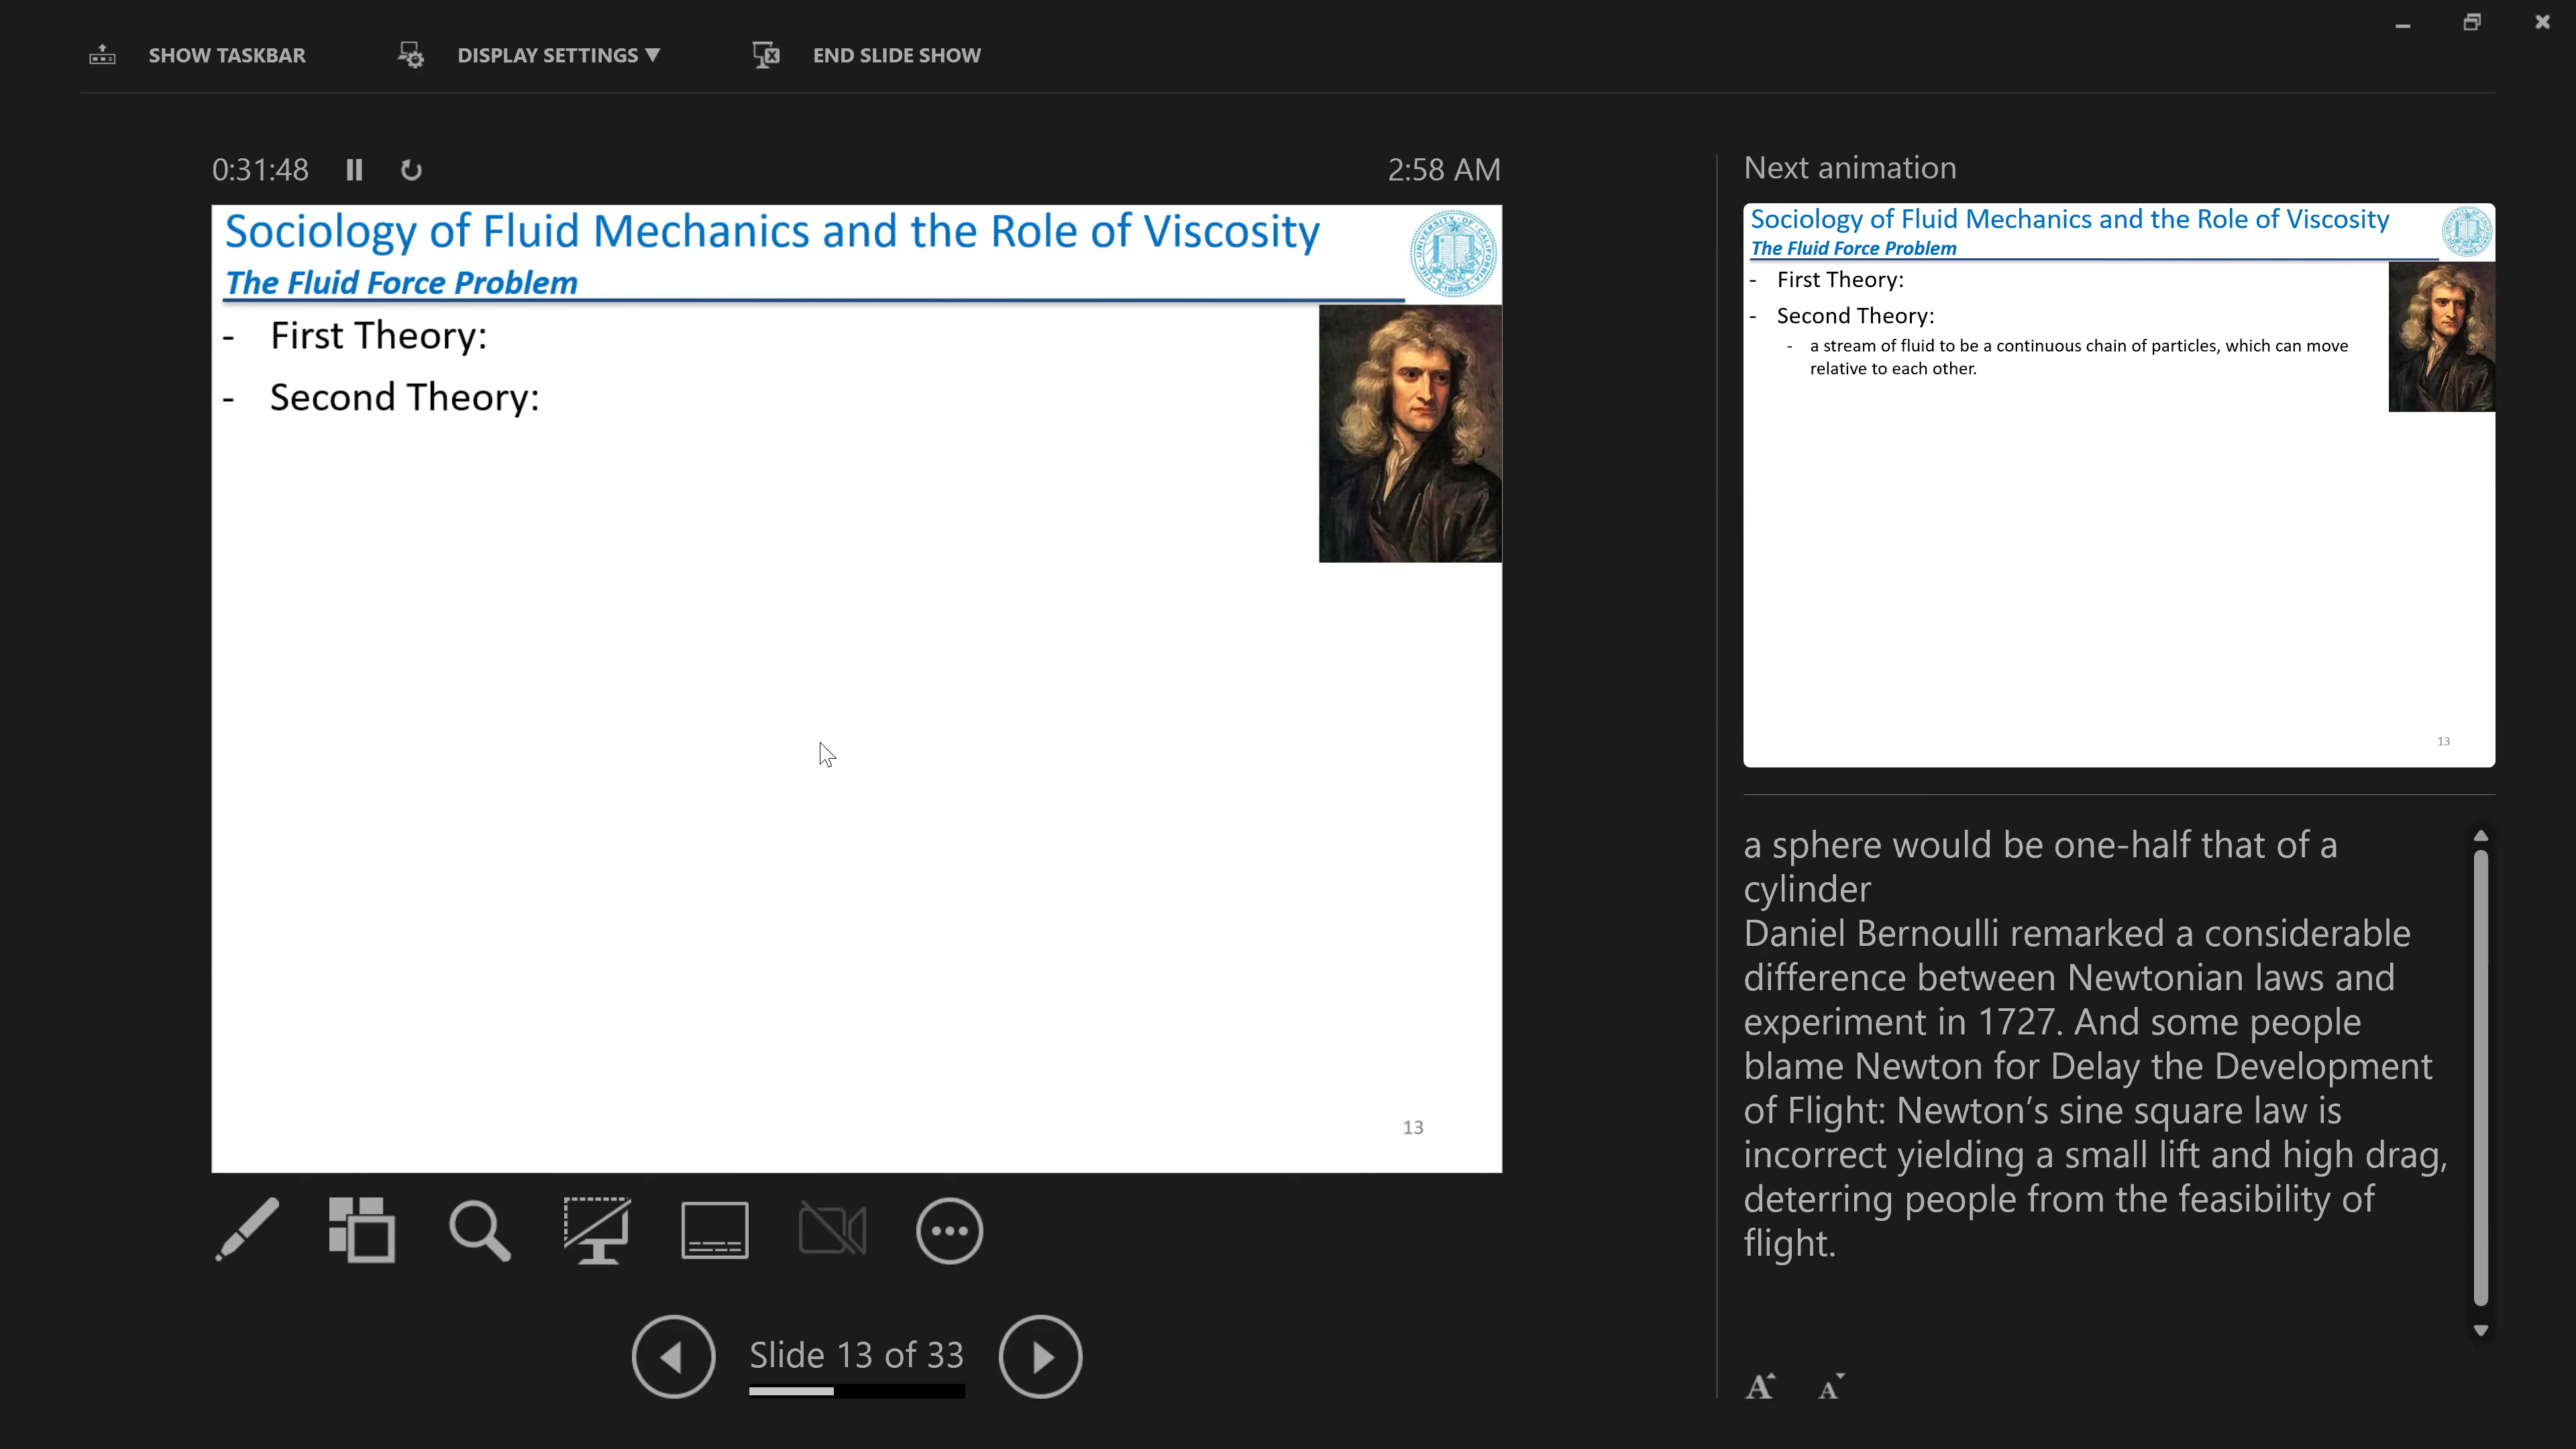 SHOW TASKBAR
DISPLAY SETTINGS ▼
END SLIDE SHOW
0:31:48
2:58 AM
Sociology of Fluid Mechanics and the Role of Viscosity
The Fluid Force Problem
- First Theory:
- Second Theory:
13
Slide 13 of 33
Next animation
Sociology of Fluid Mechanics and the Role of Viscosity
The Fluid Force Problem
- First Theory:
- Second Theory:
- a stream of fluid to be a continuous chain of particles, which can move
relative to each other.
13
a sphere would be one-half that of a
cylinder
Daniel Bernoulli remarked a considerable
difference between Newtonian laws and
experiment in 1727. And some people
blame Newton for Delay the Development
of Flight: Newton’s sine square law is
incorrect yielding a small lift and high drag,
deterring people from the feasibility of
flight.
A A